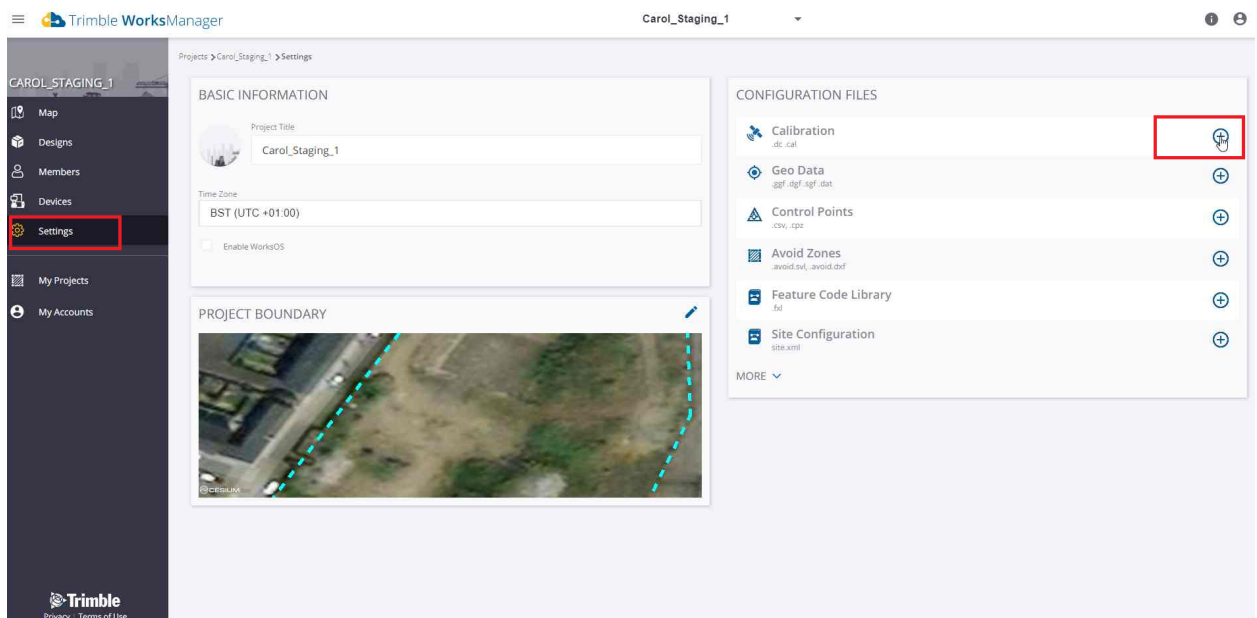 Trimble WorksManager
Carol_Staging_1
Projects > Carol_Staging_1 > Settings
CAROL_STAGING_1
Map
Designs
Members
Devices
Settings
My Projects
My Accounts
Trimble
Privacy | Terms of Use
BASIC INFORMATION
Project Title
Carol_Staging_1
Time Zone
BST (UTC +01:00)
Enable WorksOS
PROJECT BOUNDARY
CESIUM
CONFIGURATION FILES
Calibration
.dc .cal
Geo Data
.ggf .dgf .sgf .dat
Control Points
.csv, .cpz
Avoid Zones
.avoid.svl, .avoid.dxf
Feature Code Library
.fxl
Site Configuration
site.xml
MORE